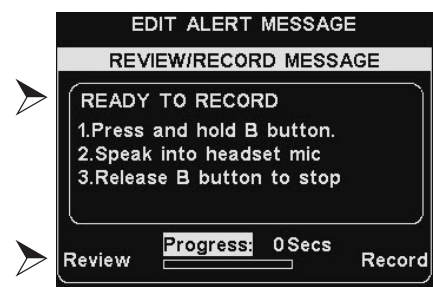 EDIT ALERT MESSAGE
REVIEW/RECORD MESSAGE
READY TO RECORD
1.Press and hold B button.
2.Speak into headset mic
3.Release B button to stop
Progress: 0Secs
Review Record